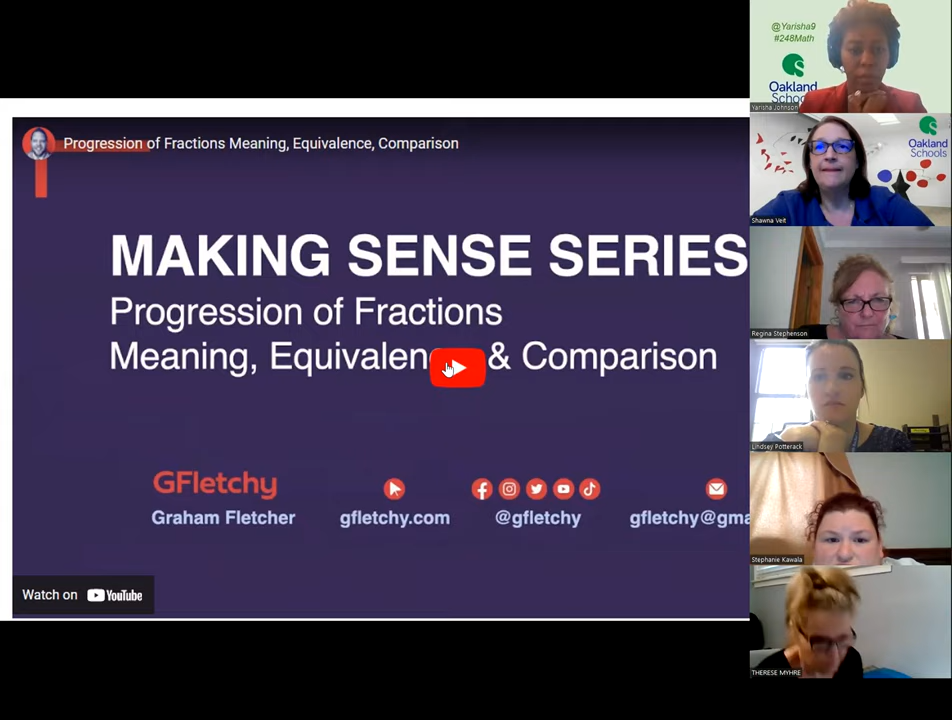 Progression of Fractions Meaning, Equivalence, Comparison
MAKING SENSE SERIES
Progression of Fractions
Meaning, Equivalen & Comparison
GFletchy
Graham Fletcher
gfletchy.com
@gfletchy
gfletchy@gma
Watch on YouTube
@Yarisha9
#248Math
Oakland
Schoo
Yarisha Johnson
Oakland
Schools
Shawna Veit
Regina Stephenson
Lindsey Potterack
Stephanie Kawala
THERESE MYHRE